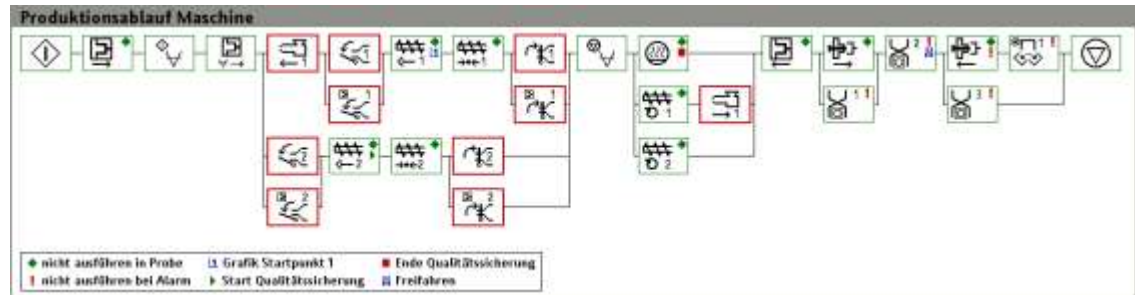 Produktionsablauf Maschine
nicht ausführen in Probe
Grafik Startpunkt 1
Ende Qualitätssicherung
nicht ausführen bei Alarm
Start Qualitätssicherung
Freifahren